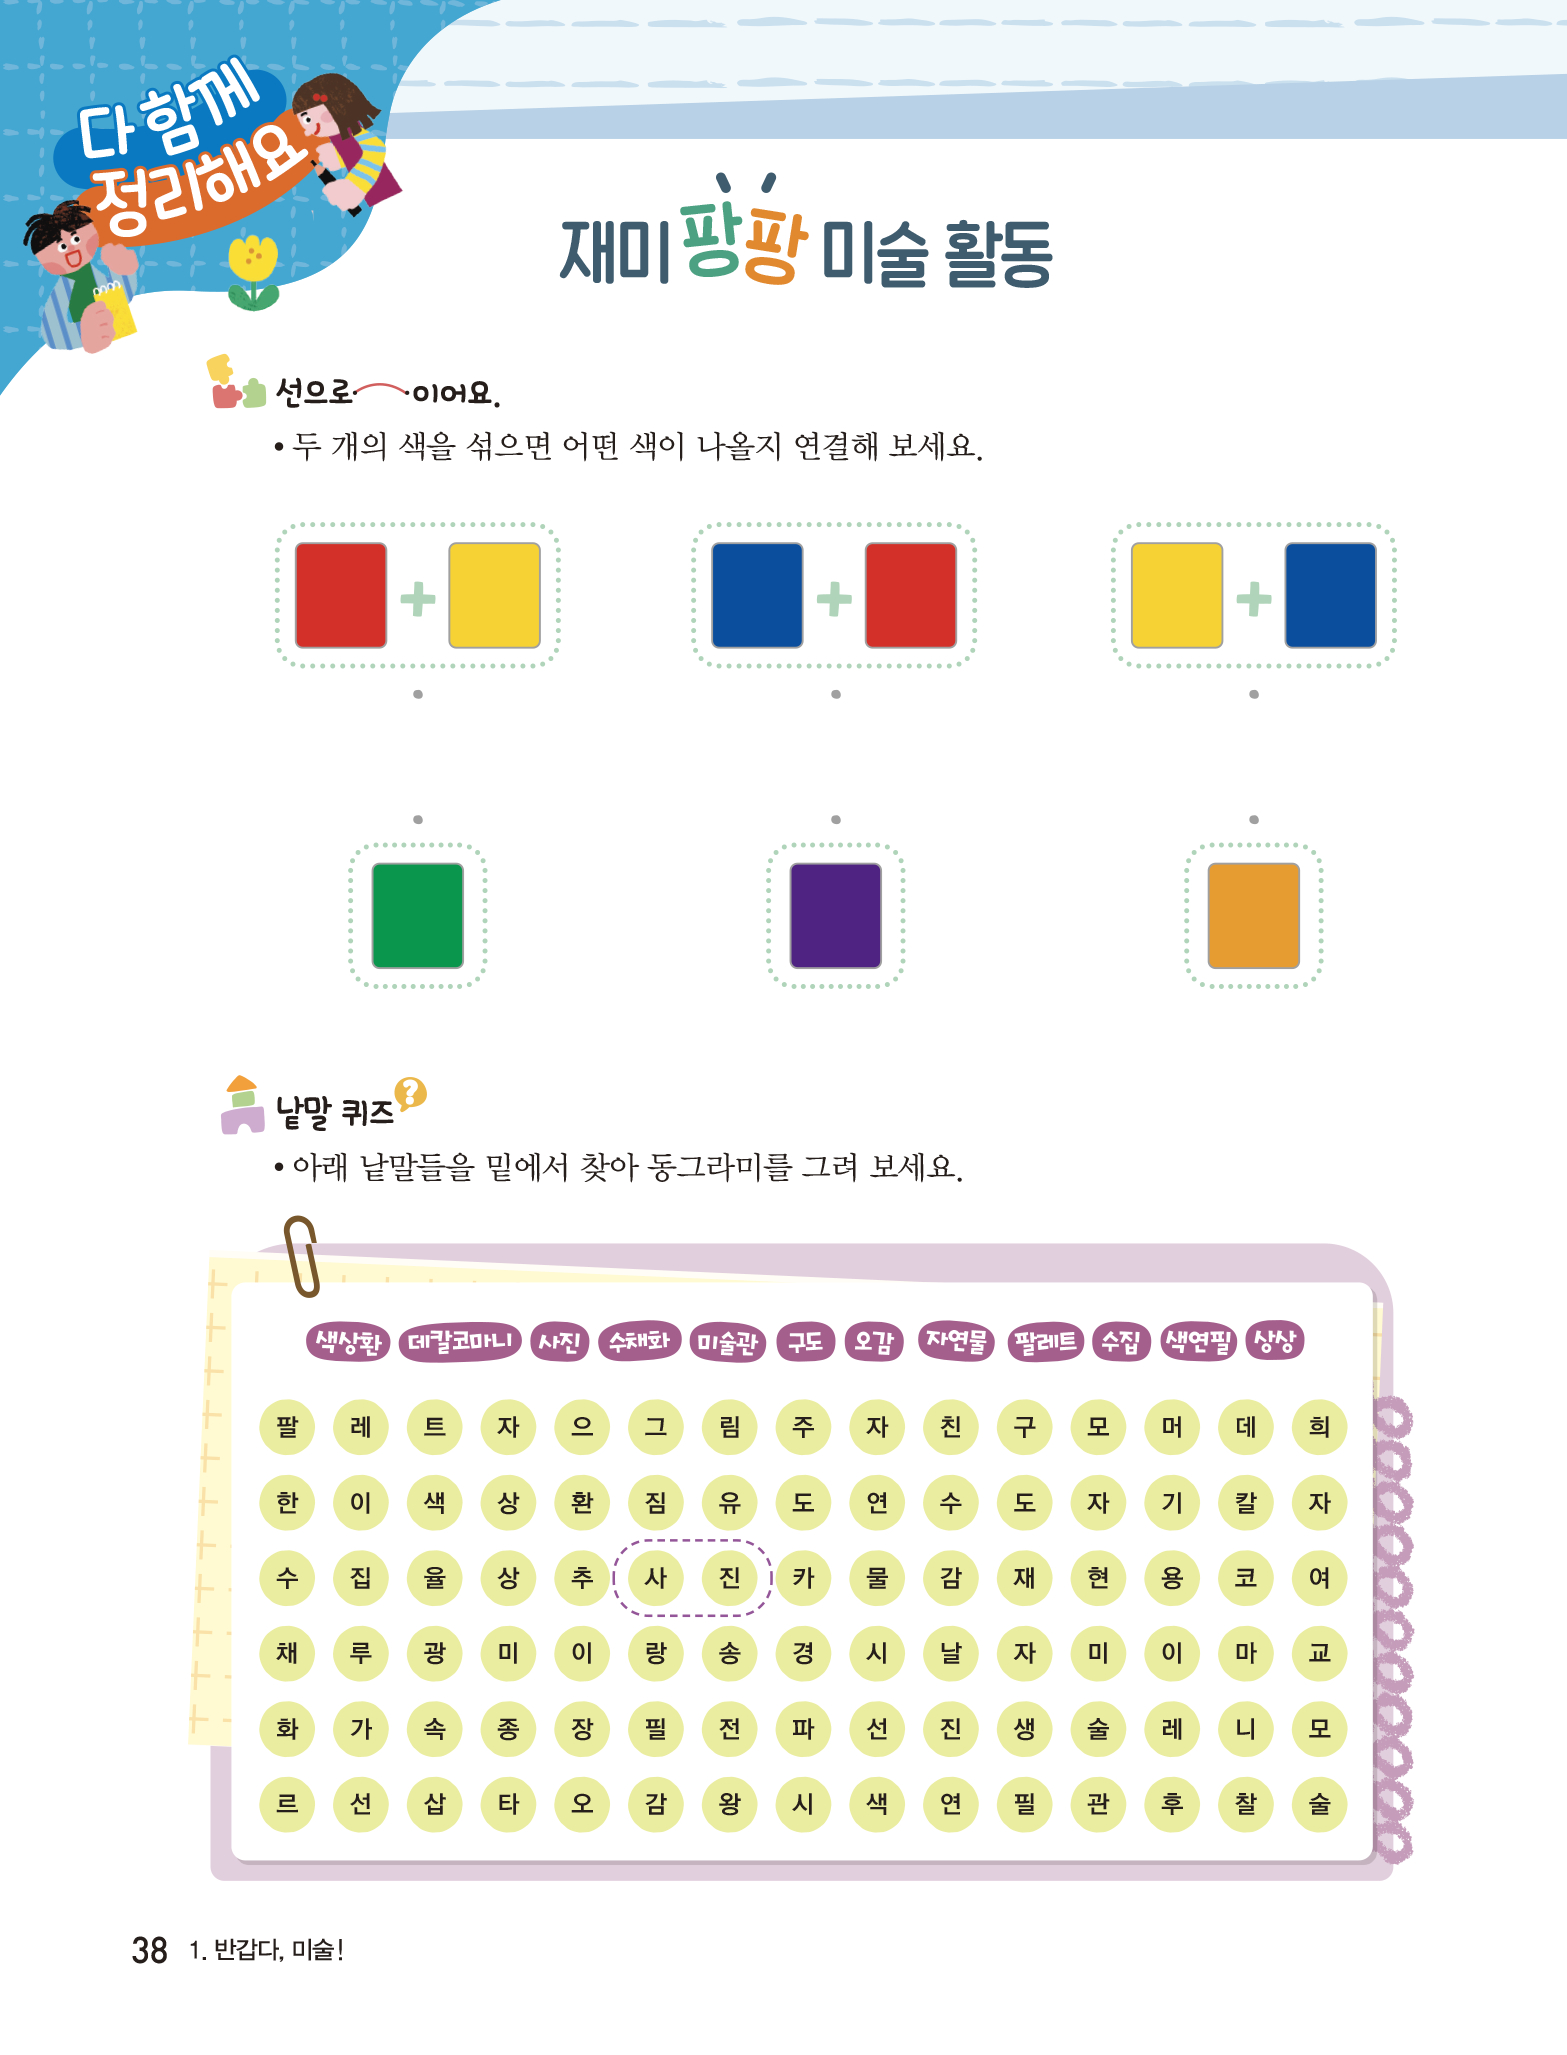 다 함께
정리해요
재미 팡팡 미술 활동
선으로 이어요.
• 두 개의 색을 섞으면 어떤 색이 나올지 연결해 보세요.
+ + +
낱말 퀴즈?
• 아래 낱말들을 밑에서 찾아 동그라미를 그려 보세요.
색상환 데칼코마니 사진 수채화 미술관 구도 오감 자연물 팔레트 수집 색연필 상상
팔 레 트 자 으 그 림 주 자 친 구 모 머 데 희
한 이 색 상 환 짐 유 도 연 수 도 자 기 칼 자
수 집 율 상 추 사 진 카 물 감 재 현 용 코 여
채 루 광 미 이 랑 송 경 시 날 자 미 이 마 교
화 가 속 종 장 필 전 파 선 진 생 술 레 니 모
르 선 삽 타 오 감 왕 시 색 연 필 관 후 찰 술
38 1. 반갑다, 미술!